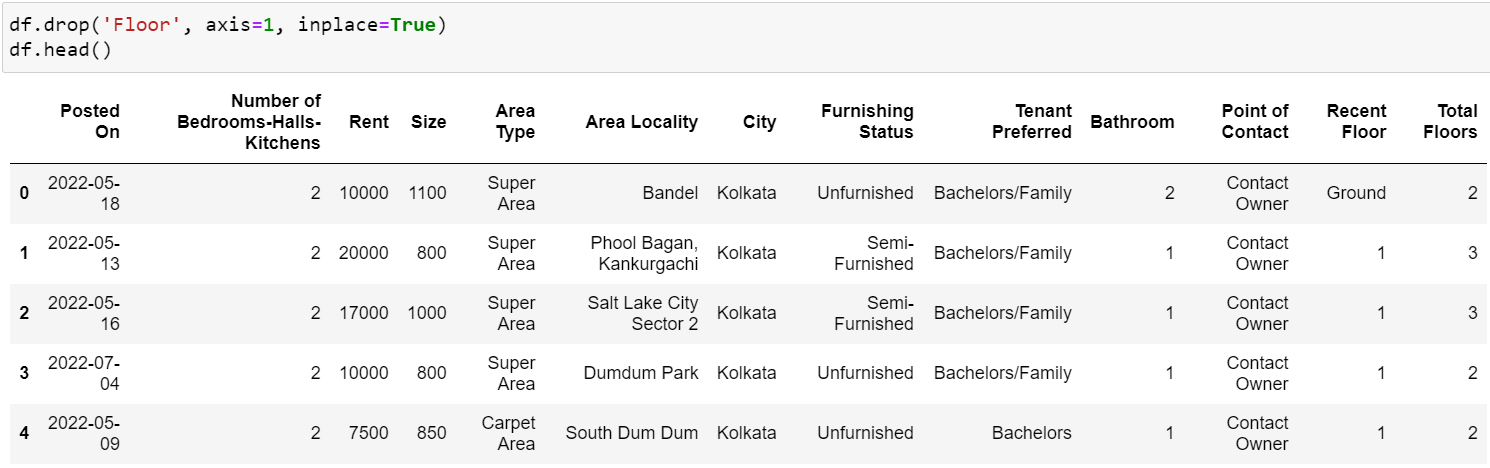 df.drop('Floor', axis=1, inplace=True)
df.head()
Posted On Number of Bedrooms-Halls-Kitchens Rent Size Area Type Area Locality City Furnishing Status Tenant Preferred Bathroom Point of Contact Recent Floor Total Floors
0 2022-05-18 2 10000 1100 Super Area Bandel Kolkata Unfurnished Bachelors/Family 2 Contact Owner Ground 2
1 2022-05-13 2 20000 800 Super Area Phool Bagan, Kankurgachi Kolkata Semi-Furnished Bachelors/Family 1 Contact Owner 1 3
2 2022-05-16 2 17000 1000 Super Area Salt Lake City Sector 2 Kolkata Semi-Furnished Bachelors/Family 1 Contact Owner 1 3
3 2022-07-04 2 10000 800 Super Area Dumdum Park Kolkata Unfurnished Bachelors/Family 1 Contact Owner 1 2
4 2022-05-09 2 7500 850 Carpet Area South Dum Dum Kolkata Unfurnished Bachelors 1 Contact Owner 1 2